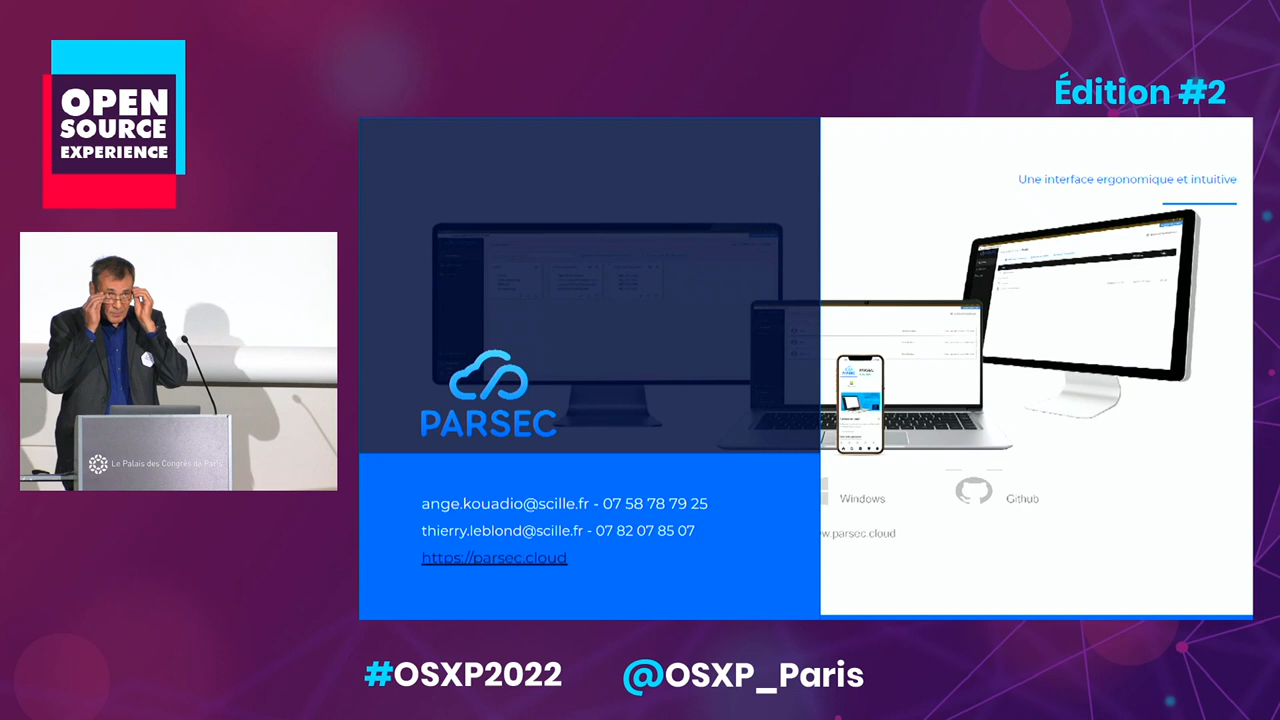 OPEN
SOURCE
EXPERIENCE
Édition #2
Une interface ergonomique et intuitive
PARSEC
ange.kouadio@scille.fr - 07 58 78 79 25
thierry.leblond@scille.fr - 07 82 07 85 07
https://parsec.cloud
Windows
Github
w.parsec.cloud
Le Palais des Congrès de Paris
#OSXP2022
@OSXP_Paris